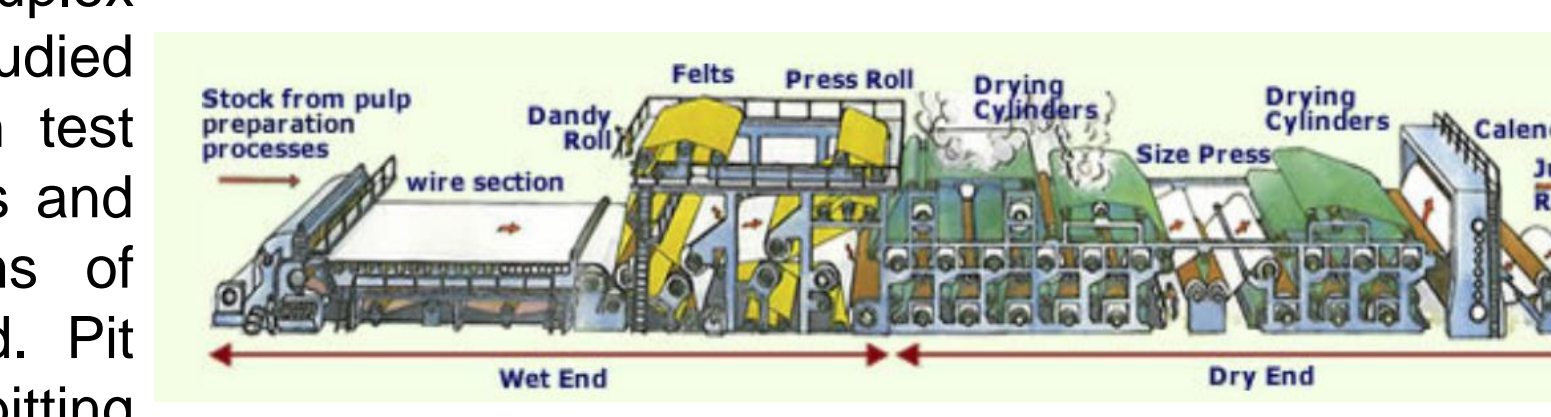 udied
test
s and
of
d. Pit
pitting
Stock from pulp
preparation
processes
wire section
Dandy
Roll
Felts
Press Roll
Drying
Cylinders
Size Press
Drying
Cylinders
Wet End
Dry End